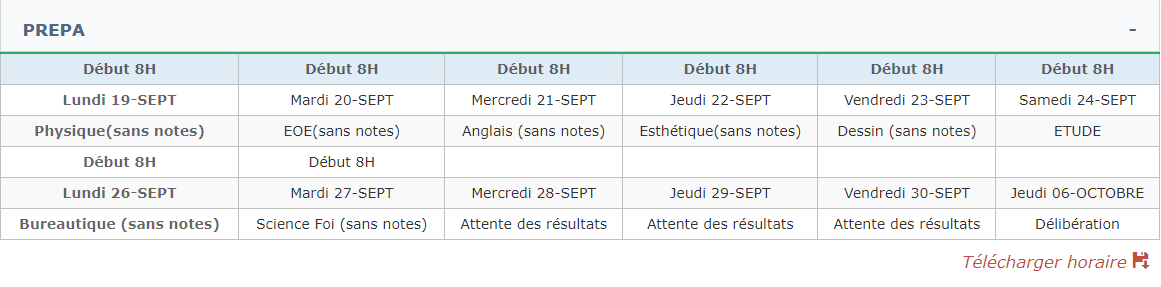 PREPA -
Début 8H Début 8H Début 8H Début 8H Début 8H Début 8H
Lundi 19-SEPT Mardi 20-SEPT Mercredi 21-SEPT Jeudi 22-SEPT Vendredi 23-SEPT Samedi 24-SEPT
Physique(sans notes) EOE(sans notes) Anglais (sans notes) Esthétique(sans notes) Dessin (sans notes) ETUDE
Début 8H Début 8H
Lundi 26-SEPT Mardi 27-SEPT Mercredi 28-SEPT Jeudi 29-SEPT Vendredi 30-SEPT Jeudi 06-OCTOBRE
Bureautique (sans notes) Science Foi (sans notes) Attente des résultats Attente des résultats Attente des résultats Délibération
Télécharger horaire